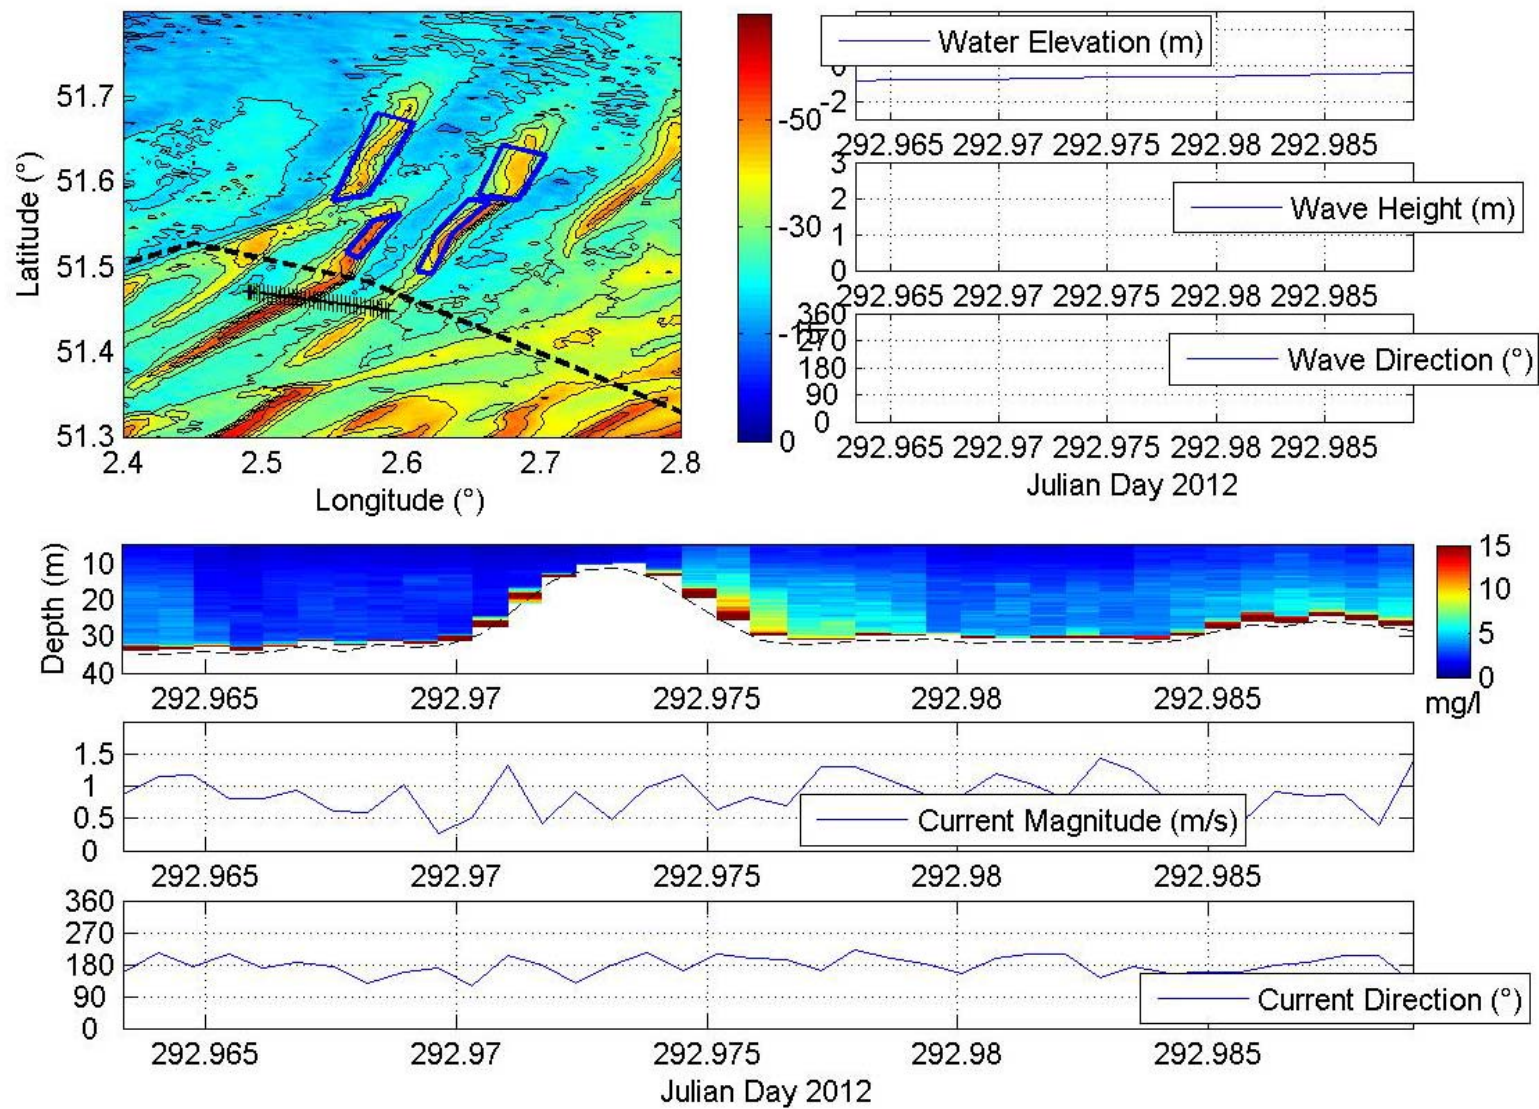 51.7
51.6
51.5
51.4
51.3
Latitude (°)
2.4 2.5 2.6 2.7 2.8
Longitude (°)
-50
-30
-1
0
Water Elevation (m)
0
-2
292.965 292.97 292.975 292.98 292.985
3
2
1
0
Wave Height (m)
292.965 292.97 292.975 292.98 292.985
360
270
180
90
0
Wave Direction (°)
292.965 292.97 292.975 292.98 292.985
Julian Day 2012
Depth (m)
10
20
30
40
15
10
5
0
mg/l
292.965 292.97 292.975 292.98 292.985
1.5
1
0.5
0
Current Magnitude (m/s)
292.965 292.97 292.975 292.98 292.985
360
270
180
90
0
Current Direction (°)
292.965 292.97 292.975 292.98 292.985
Julian Day 2012